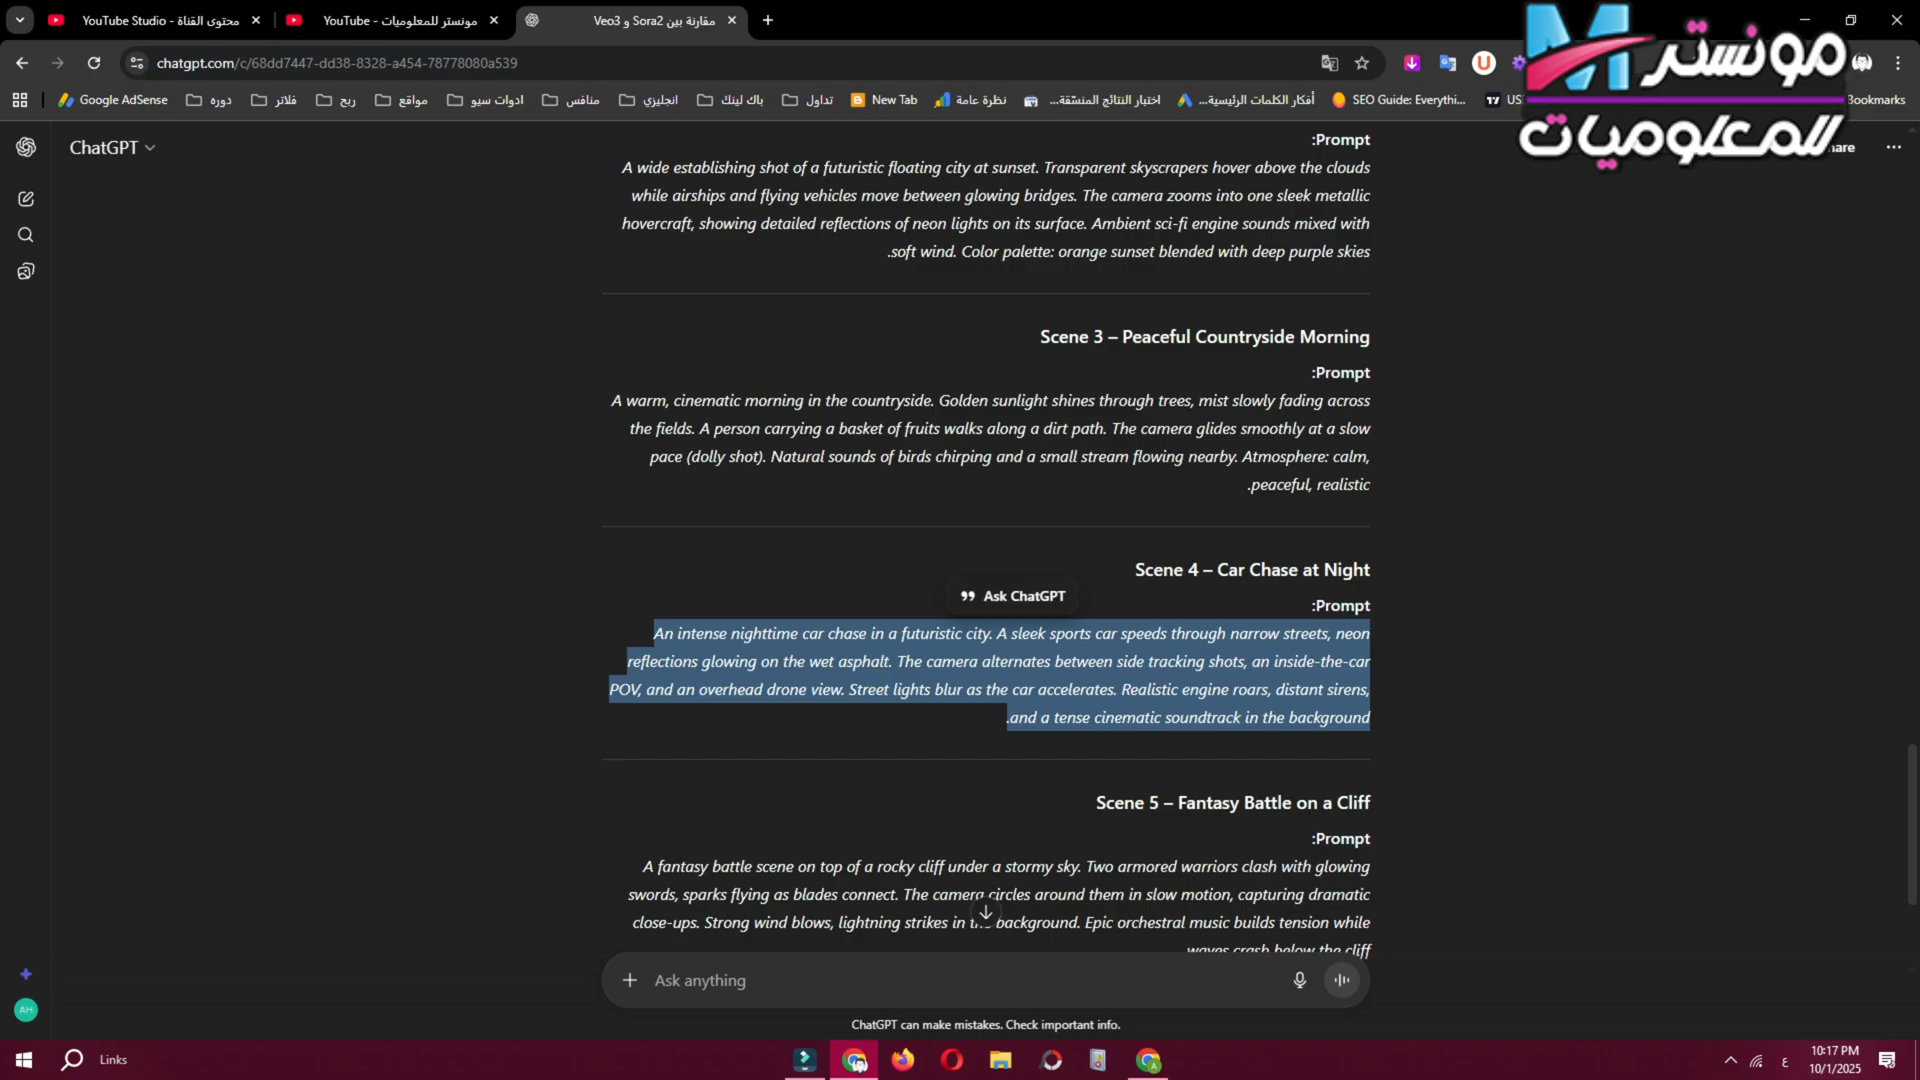 محتوى القناة - YouTube Studio
مونستر للمعلوميات - YouTube
مقارنة بين Sora2 و Veo3
chatgpt.com/c/68dd7447-dd38-8328-a454-78778080a539
Google AdSense
دوره
فلاتر
ربح
مواقع
ادوات سيو
منافس
انجليزي
باك لينك
تداول
New Tab
نظرة عامة
اختبار النتائج المنسّقة...
أفكار الكلمات الرئيسية...
SEO Guide: Everythi...
US
Bookmarks
مونستر
للمعلوميات
ChatGPT
are
Prompt:
A wide establishing shot of a futuristic floating city at sunset. Transparent skyscrapers hover above the clouds
while airships and flying vehicles move between glowing bridges. The camera zooms into one sleek metallic
hovercraft, showing detailed reflections of neon lights on its surface. Ambient sci-fi engine sounds mixed with
soft wind. Color palette: orange sunset blended with deep purple skies.
Scene 3 – Peaceful Countryside Morning
Prompt:
A warm, cinematic morning in the countryside. Golden sunlight shines through trees, mist slowly fading across
the fields. A person carrying a basket of fruits walks along a dirt path. The camera glides smoothly at a slow
pace (dolly shot). Natural sounds of birds chirping and a small stream flowing nearby. Atmosphere: calm,
peaceful, realistic.
Scene 4 – Car Chase at Night
Ask ChatGPT
Prompt:
An intense nighttime car chase in a futuristic city. A sleek sports car speeds through narrow streets, neon
reflections glowing on the wet asphalt. The camera alternates between side tracking shots, an inside-the-car
POV, and an overhead drone view. Street lights blur as the car accelerates. Realistic engine roars, distant sirens,
and a tense cinematic soundtrack in the background.
Scene 5 – Fantasy Battle on a Cliff
Prompt:
A fantasy battle scene on top of a rocky cliff under a stormy sky. Two armored warriors clash with glowing
swords, sparks flying as blades connect. The camera circles around them in slow motion, capturing dramatic
close-ups. Strong wind blows, lightning strikes in the background. Epic orchestral music builds tension while
waves crash below the cliff
Ask anything
AH
ChatGPT can make mistakes. Check important info.
Links
ع
10:17 PM
10/1/2025